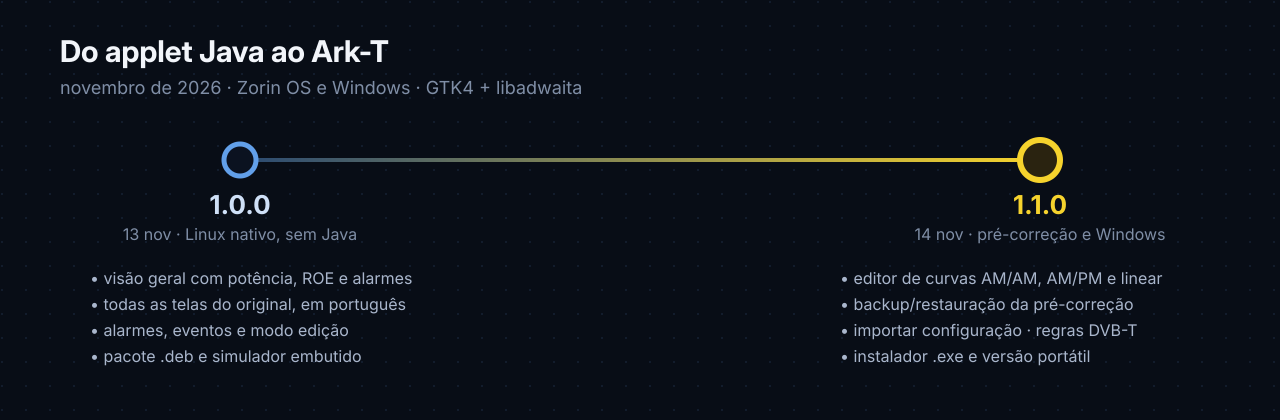 Do applet Java ao Ark-T
novembro de 2026 · Zorin OS e Windows · GTK4 + libadwaita
1.0.0
13 nov · Linux nativo, sem Java
• visão geral com potência, ROE e alarmes
• todas as telas do original, em português
• alarmes, eventos e modo edição
• pacote .deb e simulador embutido
1.1.0
14 nov · pré-correção e Windows
• editor de curvas AM/AM, AM/PM e linear
• backup/restauração da pré-correção
• importar configuração · regras DVB-T
• instalador .exe e versão portátil